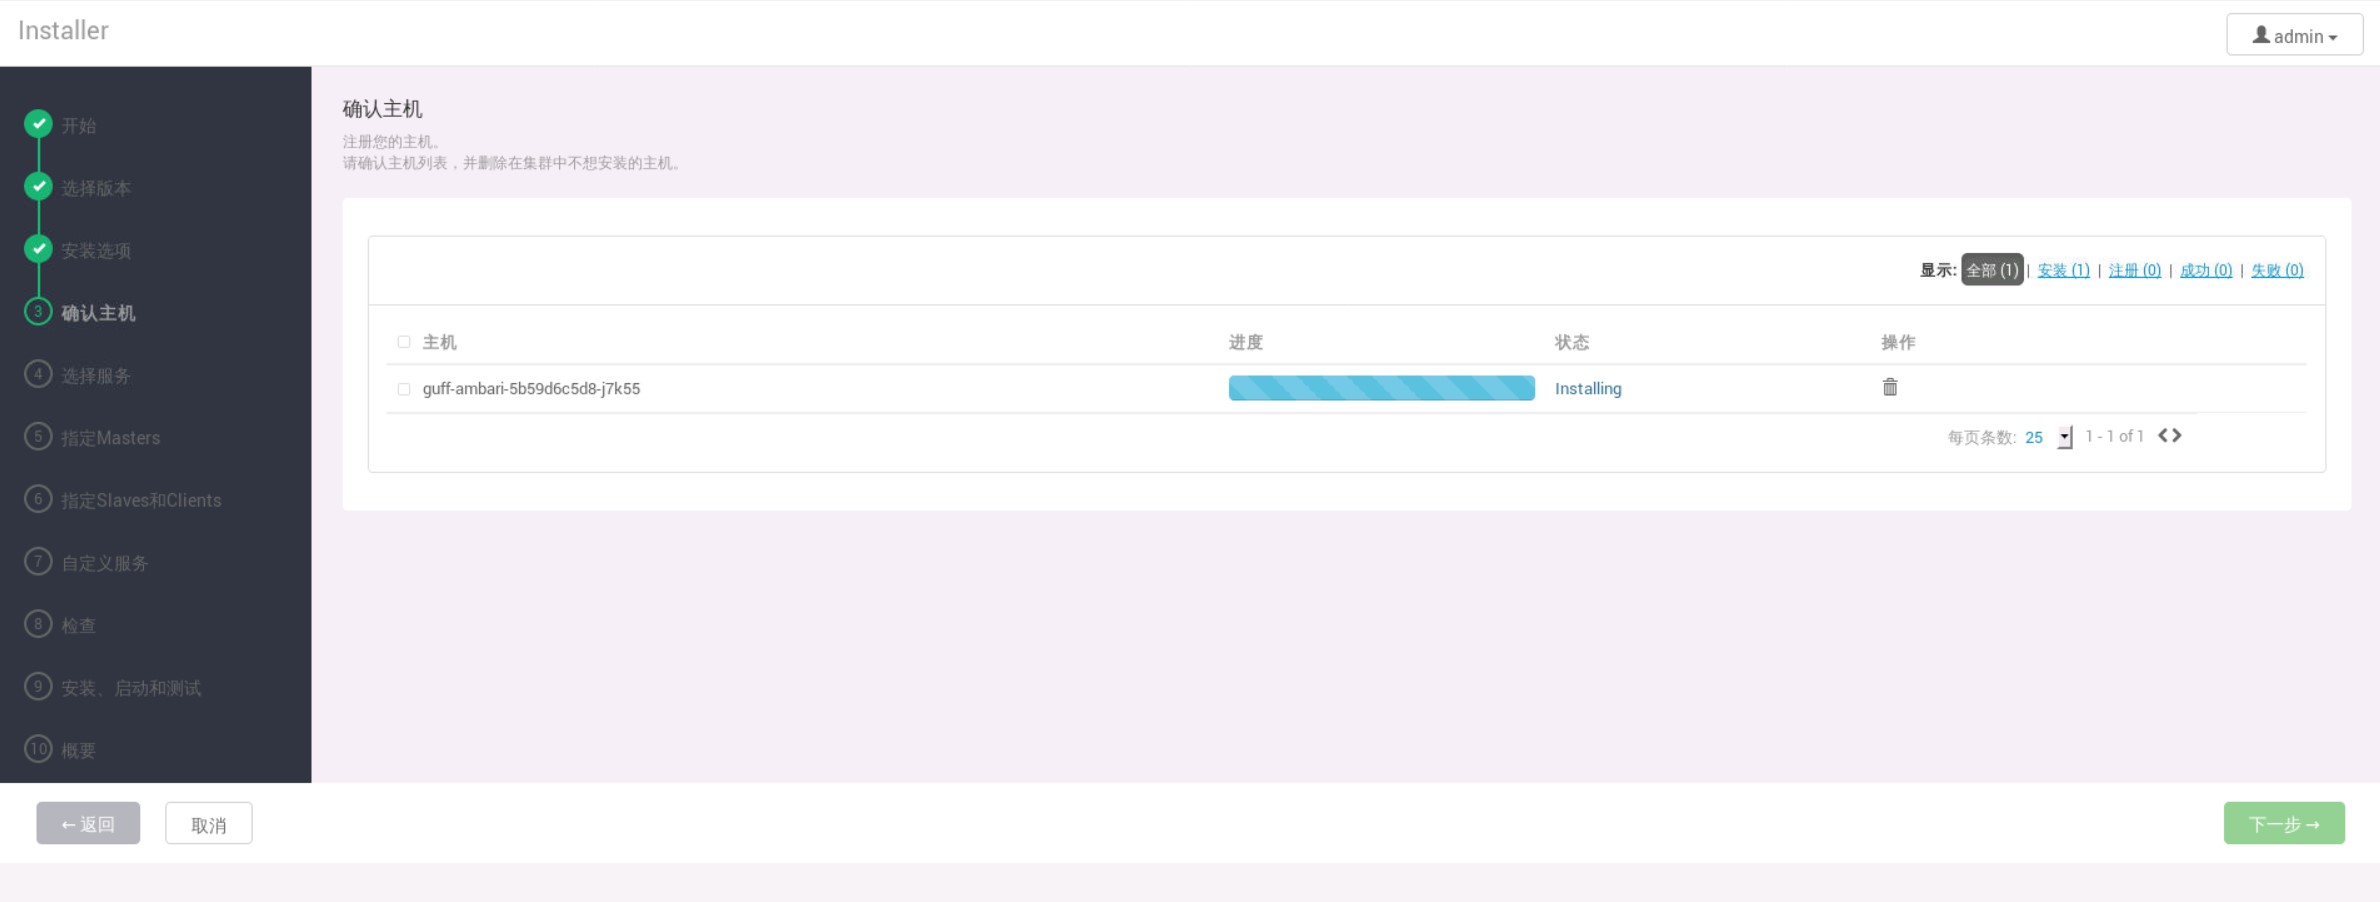 Installer
admin
开始
选择版本
安装选项
3 确认主机
4 选择服务
5 指定Masters
6 指定Slaves和Clients
7 自定义服务
8 检查
9 安装、启动和测试
10 概要
确认主机
注册您的主机。
请确认主机列表，并删除在集群中不想安装的主机。
显示: 全部 (1) | 安装 (1) | 注册 (0) | 成功 (0) | 失败 (0)
主机 进度 状态 操作
guff-ambari-5b59d6c5d8-j7k55 Installing
每页条数: 25 1 - 1 of 1
← 返回 取消 下一步 →